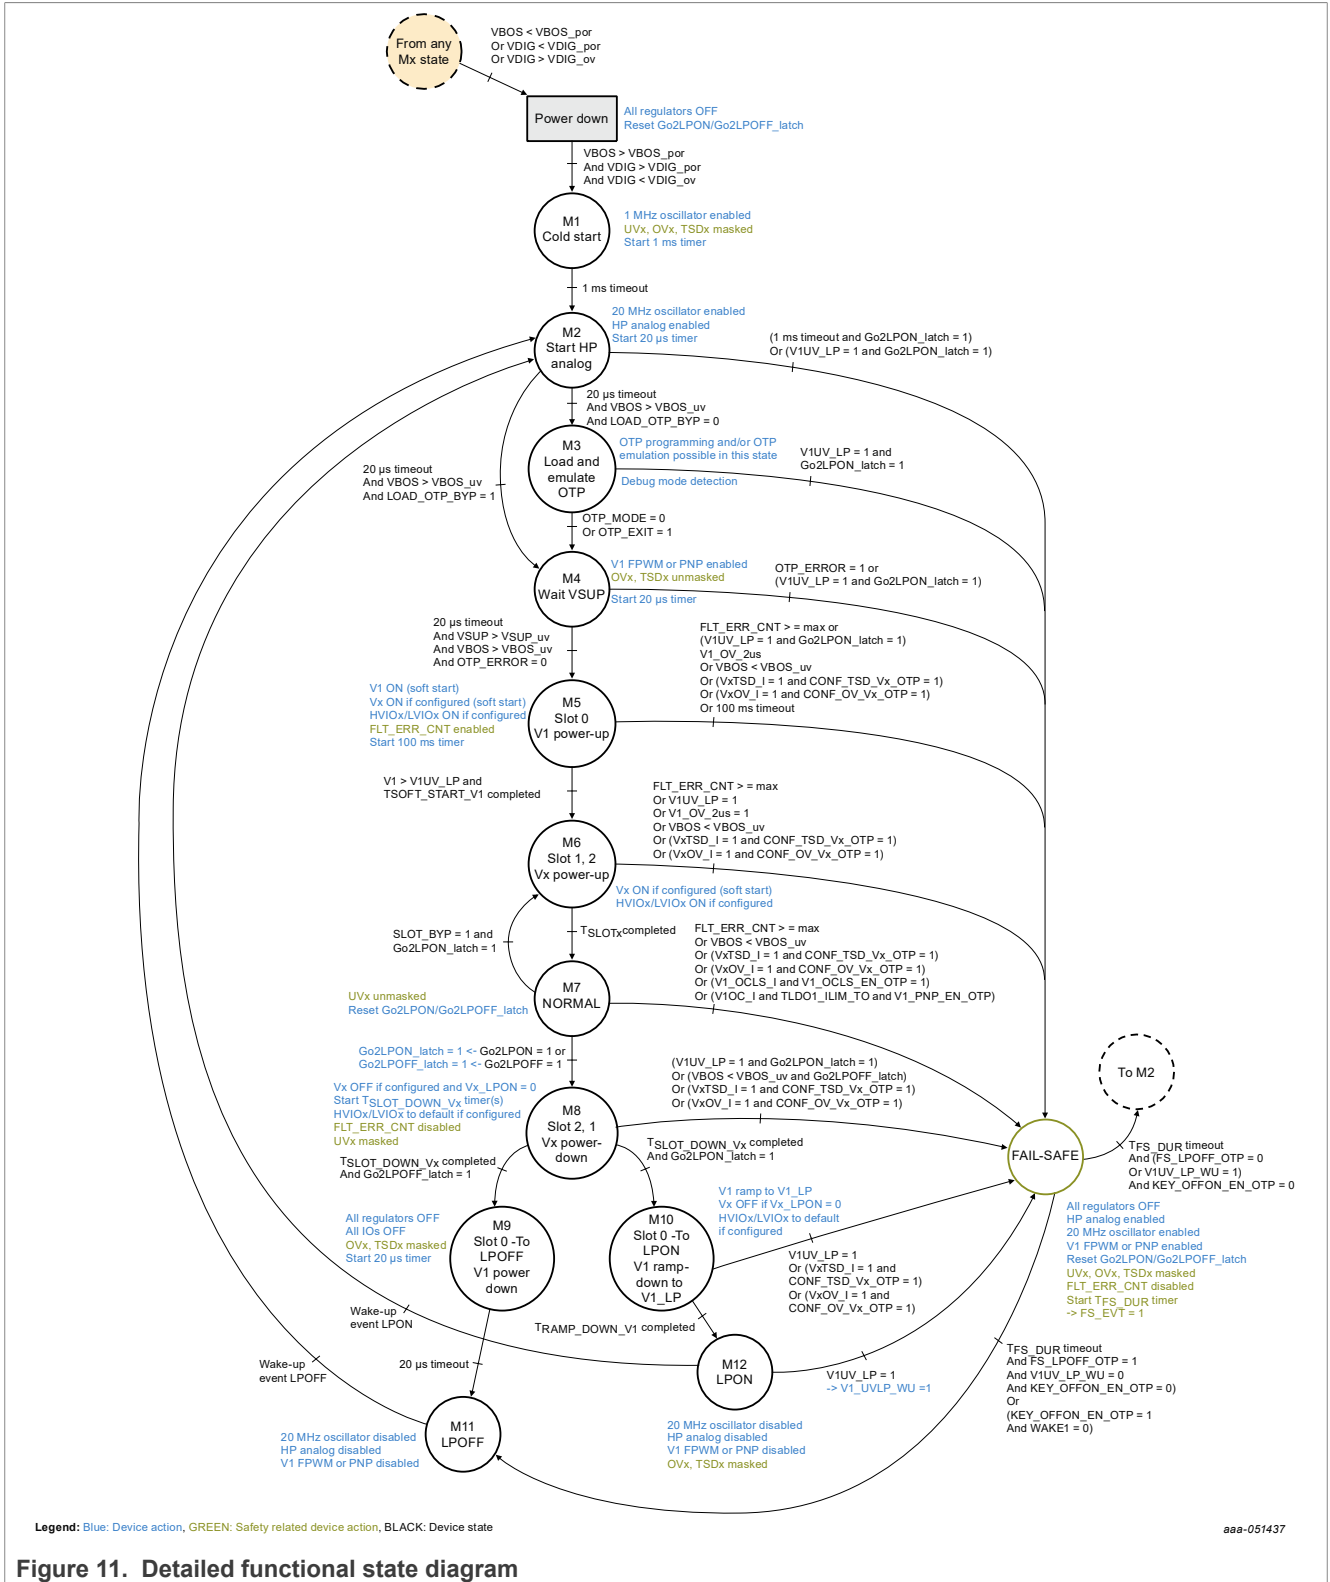 From any
Mx state
VBOS < VBOS_por
Or VDIG < VDIG_por
Or VDIG > VDIG_ov
Power down
All regulators OFF
Reset Go2LPON/Go2LPOFF_latch
VBOS > VBOS_por
And VDIG > VDIG_por
And VDIG < VDIG_ov
M1
Cold start
1 MHz oscillator enabled
UVx, OVx, TSDx masked
Start 1 ms timer
1 ms timeout
M2
Start HP
analog
20 MHz oscillator enabled
HP analog enabled
Start 20 µs timer
(1 ms timeout and Go2LPON_latch = 1)
Or (V1UV_LP = 1 and Go2LPON_latch = 1)
20 µs timeout
And VBOS > VBOS_uv
And LOAD_OTP_BYP = 0
M3
Load and
emulate
OTP
OTP programming and/or OTP
emulation possible in this state
Debug mode detection
V1UV_LP = 1 and
Go2LPON_latch = 1
20 µs timeout
And VBOS > VBOS_uv
And LOAD_OTP_BYP = 1
OTP_MODE = 0
Or OTP_EXIT = 1
M4
Wait VSUP
V1 FPWM or PNP enabled
OVx, TSDx unmasked
Start 20 µs timer
OTP_ERROR = 1 or
(V1UV_LP = 1 and Go2LPON_latch = 1)
20 µs timeout
And VSUP > VSUP_uv
And VBOS > VBOS_uv
And OTP_ERROR = 0
FLT_ERR_CNT > = max or
(V1UV_LP = 1 and Go2LPON_latch = 1)
V1_OV_2us
Or VBOS < VBOS_uv
Or (VxTSD_I = 1 and CONF_TSD_Vx_OTP = 1)
Or (VxOV_I = 1 and CONF_OV_Vx_OTP = 1)
Or 100 ms timeout
V1 ON (soft start)
Vx ON if configured (soft start)
HVIOx/LVIOx ON if configured
FLT_ERR_CNT enabled
Start 100 ms timer
M5
Slot 0
V1 power-up
V1 > V1UV_LP and
TSOFT_START_V1 completed
FLT_ERR_CNT > = max
Or V1UV_LP = 1
Or V1_OV_2us = 1
Or VBOS < VBOS_uv
Or (VxTSD_I = 1 and CONF_TSD_Vx_OTP = 1)
Or (VxOV_I = 1 and CONF_OV_Vx_OTP = 1)
M6
Slot 1, 2
Vx power-up
Vx ON if configured (soft start)
HVIOx/LVIOx ON if configured
SLOT_BYP = 1 and
Go2LPON_latch = 1
TSLOTx completed
FLT_ERR_CNT > = max
Or VBOS < VBOS_uv
Or (VxTSD_I = 1 and CONF_TSD_Vx_OTP = 1)
Or (VxOV_I = 1 and CONF_OV_Vx_OTP = 1)
Or (V1_OCLS_I and V1_OCLS_EN_OTP = 1)
Or (V1OC_I and TLDO1_ILIM_TO and V1_PNP_EN_OTP)
M7
NORMAL
UVx unmasked
Reset Go2LPON/Go2LPOFF_latch
Go2LPON_latch = 1 <- Go2LPON = 1 or
Go2LPOFF_latch = 1 <- Go2LPOFF = 1
(V1UV_LP = 1 and Go2LPON_latch = 1)
Or (VBOS < VBOS_uv and Go2LPOFF_latch)
Or (VxTSD_I = 1 and CONF_TSD_Vx_OTP = 1)
Or (VxOV_I = 1 and CONF_OV_Vx_OTP = 1)
To M2
Vx OFF if configured and Vx_LPON = 0
Start TSLOT_DOWN_Vx timer(s)
HVIOx/LVIOx to default if configured
FLT_ERR_CNT disabled
UVx masked
M8
Slot 2, 1
Vx power-
down
TSLOT_DOWN_Vx completed
And Go2LPOFF_latch = 1
TSLOT_DOWN_Vx completed
And Go2LPON_latch = 1
FAIL-SAFE
TFS_DUR timeout
And (FS_LPOFF_OTP = 0
Or V1UV_LP_WU = 1)
And KEY_OFFON_EN_OTP = 0
All regulators OFF
HP analog enabled
20 MHz oscillator enabled
V1 FPWM or PNP enabled
Reset Go2LPON/Go2LPOFF_latch
UVx, OVx, TSDx masked
FLT_ERR_CNT disabled
Start TFS_DUR timer
-> FS_EVT = 1
All regulators OFF
All IOs OFF
OVx, TSDx masked
Start 20 µs timer
M9
Slot 0 -To
LPOFF
V1 power
down
M10
Slot 0 -To
LPON
V1 ramp-
down to
V1_LP
V1 ramp to V1_LP
Vx OFF if Vx_LPON = 0
HVIOx/LVIOx to default
if configured
V1UV_LP = 1
Or (VxTSD_I = 1 and
CONF_TSD_Vx_OTP = 1)
Or (VxOV_I = 1 and
CONF_OV_Vx_OTP = 1)
Wake-up
event LPON
TRAMP_DOWN_V1 completed
Wake-up
event LPOFF
20 µs timeout
M12
LPON
V1UV_LP = 1
-> V1_UVLP_WU =1
TFS_DUR timeout
And FS_LPOFF_OTP = 1
And V1UV_LP_WU = 0
And KEY_OFFON_EN_OTP = 0)
Or
(KEY_OFFON_EN_OTP = 1
And WAKE1 = 0)
M11
LPOFF
20 MHz oscillator disabled
HP analog disabled
V1 FPWM or PNP disabled
20 MHz oscillator disabled
HP analog disabled
V1 FPWM or PNP disabled
OVx, TSDx masked
Legend: Blue: Device action, GREEN: Safety related device action, BLACK: Device state
aaa-051437
Figure 11. Detailed functional state diagram